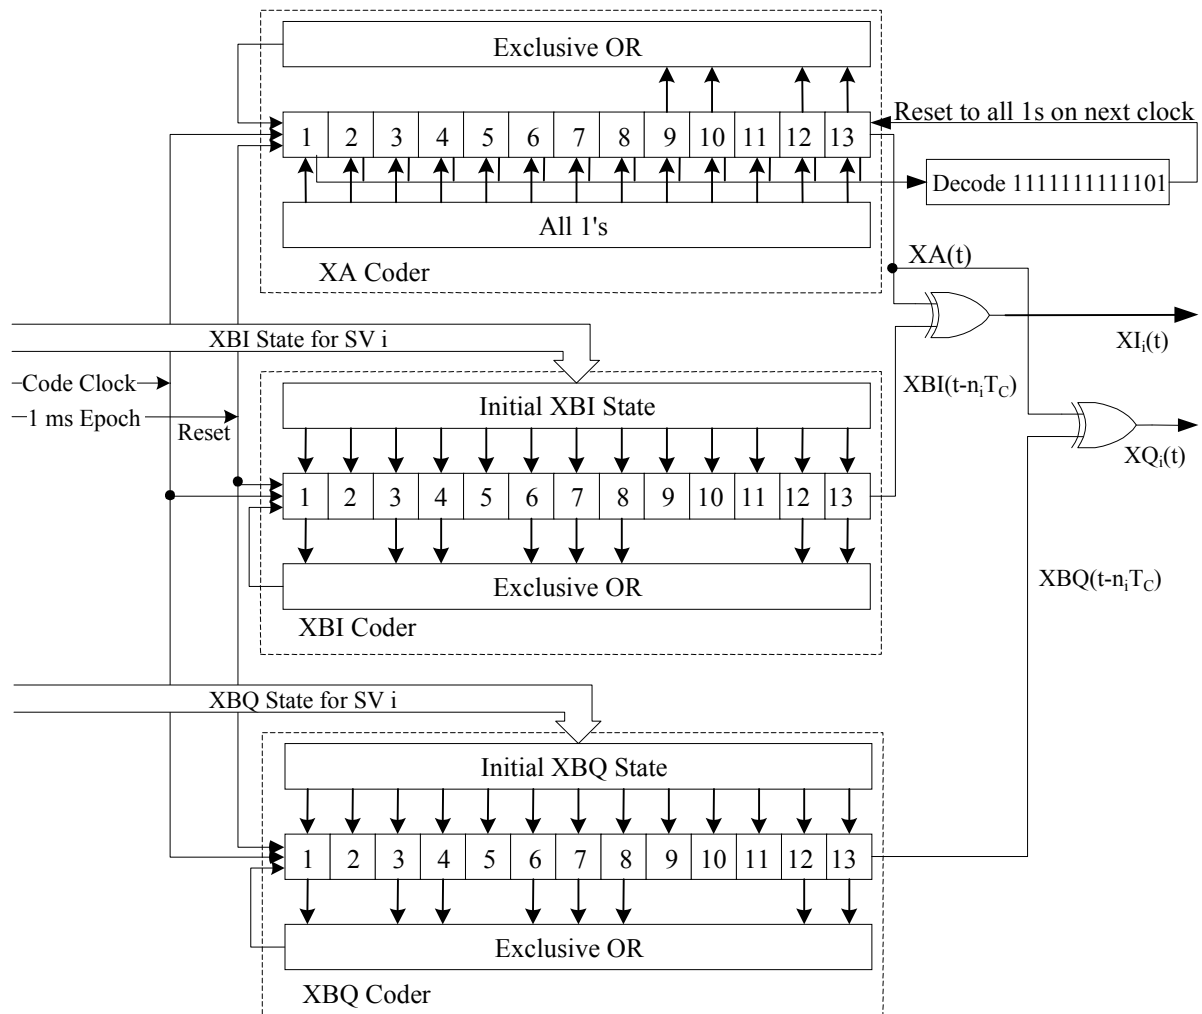 Exclusive OR
Reset to all 1s on next clock
1 2 3 4 5 6 7 8 9 10 11 12 13
Decode 1111111111101
All 1's
XA Coder
XA(t)
XBI State for SV i
XIi(t)
Code Clock
XBI(t-niTC)
1 ms Epoch
Reset
Initial XBI State
XQi(t)
1 2 3 4 5 6 7 8 9 10 11 12 13
Exclusive OR
XBQ(t-niTC)
XBI Coder
XBQ State for SV i
Initial XBQ State
1 2 3 4 5 6 7 8 9 10 11 12 13
Exclusive OR
XBQ Coder